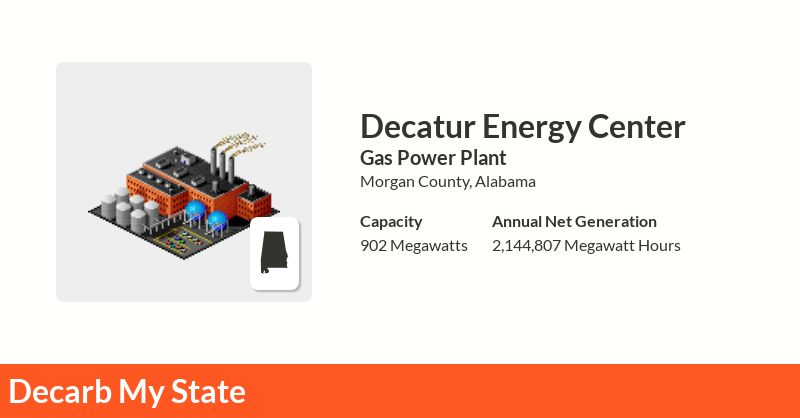 Decatur Energy Center
Gas Power Plant
Morgan County, Alabama
Capacity
902 Megawatts
Annual Net Generation
2,144,807 Megawatt Hours
Decarb My State